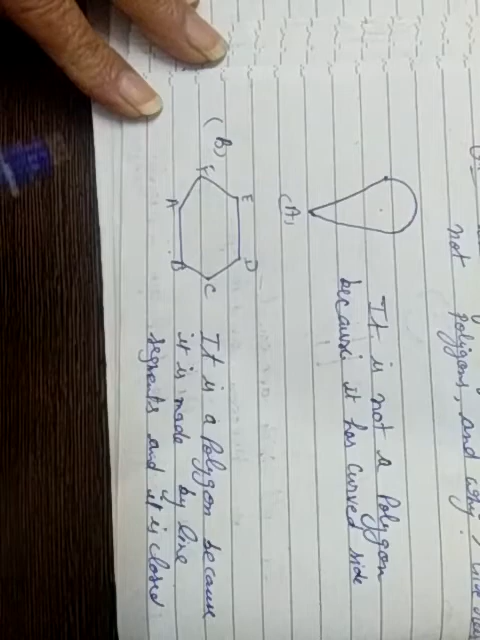 not polygons, and why?
(A)
It is not a Polygon
because it has curved side
E D
F C
A B
(B)
It is a Polygon because
it is made by line
segments and it is closed